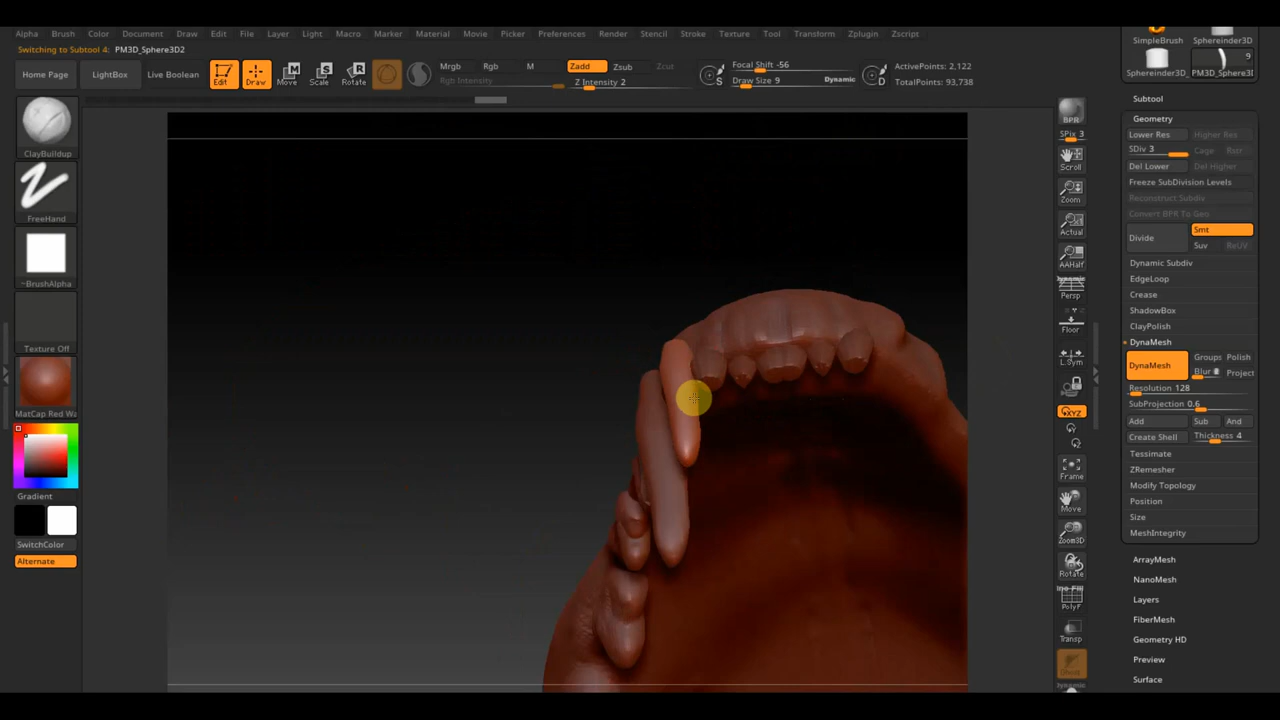 Alpha Brush Color Document Draw Edit File Layer Light Macro Marker Material Movie Picker Preferences Render Stencil Stroke Texture Tool Transform Zplugin Zscript
Switching to Subtool 4: PM3D_Sphere3D2
Home Page LightBox Live Boolean Edit Draw Move Scale Rotate
Mrgb Rgb M Zadd Zsub Zcut
Rgb Intensity Z Intensity 2
Focal Shift -56
Draw Size 9 Dynamic
S D
ActivePoints: 2,122
TotalPoints: 93,738
SimpleBrush Sphereinder3D
Sphereinder3D_ PM3D_Sphere3D
9
ClayBuildup
FreeHand
~BrushAlpha
Texture Off
MatCap Red Wa
Gradient
SwitchColor
Alternate
BPR
SPix 3
Scroll
Zoom
Actual
AAHalf
Dynamic
Persp
Floor
L.Sym
XYZ
Frame
Move
Zoom3D
Rotate
PolyF
Transp
Dynamic
Subtool
Geometry
Lower Res Higher Res
SDiv 3 Cage Rstr
Del Lower Del Higher
Freeze SubDivision Levels
Reconstruct Subdiv
Convert BPR To Geo
Divide Smt
Suv ReUV
Dynamic Subdiv
EdgeLoop
Crease
ShadowBox
ClayPolish
DynaMesh
DynaMesh Groups Polish
Blur Project
Resolution 128
SubProjection 0.6
Add Sub And
Create Shell Thickness 4
Tessimate
ZRemesher
Modify Topology
Position
Size
MeshIntegrity
ArrayMesh
NanoMesh
Layers
FiberMesh
Geometry HD
Preview
Surface